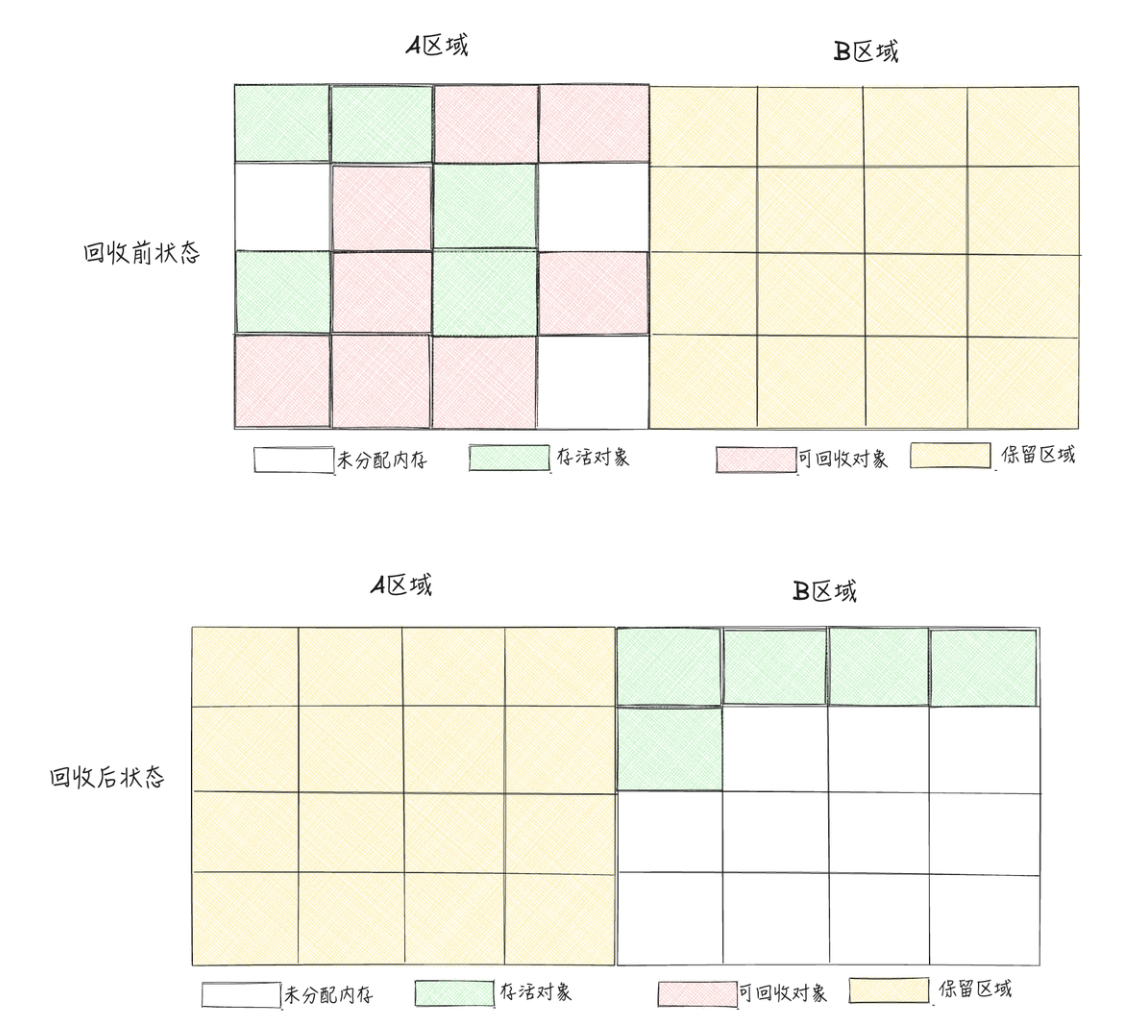 A区域
B区域
回收前状态
未分配内存
存活对象
可回收对象
保留区域
A区域
B区域
回收后状态
未分配内存
存活对象
可回收对象
保留区域